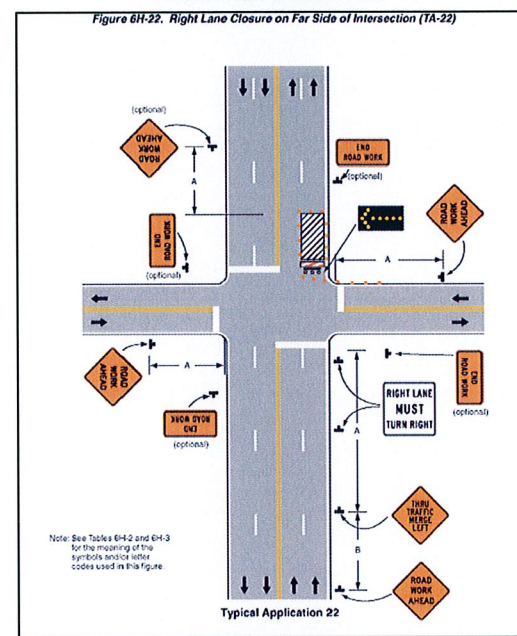 Figure 6H-22. Right Lane Closure on Far Side of Intersection (TA-22)
(optional)
ROAD
WORK
AHEAD
A
END
ROAD WORK
(optional)
END
ROAD WORK
(optional)
ROAD
WORK
AHEAD
A
ROAD
WORK
AHEAD
A
END
ROAD WORK
RIGHT LANE
MUST
TURN RIGHT
END
ROAD WORK
(optional)
A
THRU
TRAFFIC
MERGE
LEFT
B
ROAD
WORK
AHEAD
Note: See Tables 6H-2 and 6H-3
for the meaning of the
symbols and/or letter
codes used in this figure.
Typical Application 22